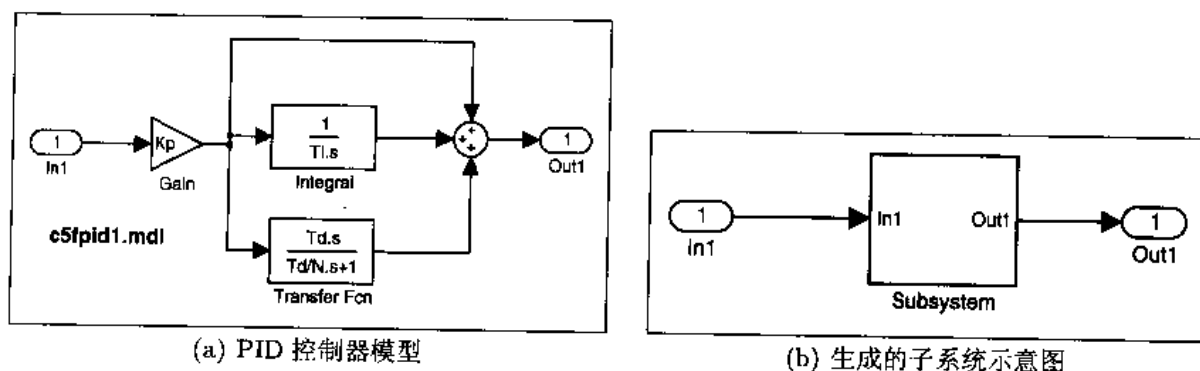 1
In1
Kp
Gain
1
Ti.s
Integral
Td.s
Td/N.s+1
Transfer Fcn
1
Out1
c5fpid1.mdl
(a) PID 控制器模型
1
In1
In1
Out1
Subsystem
1
Out1
(b) 生成的子系统示意图